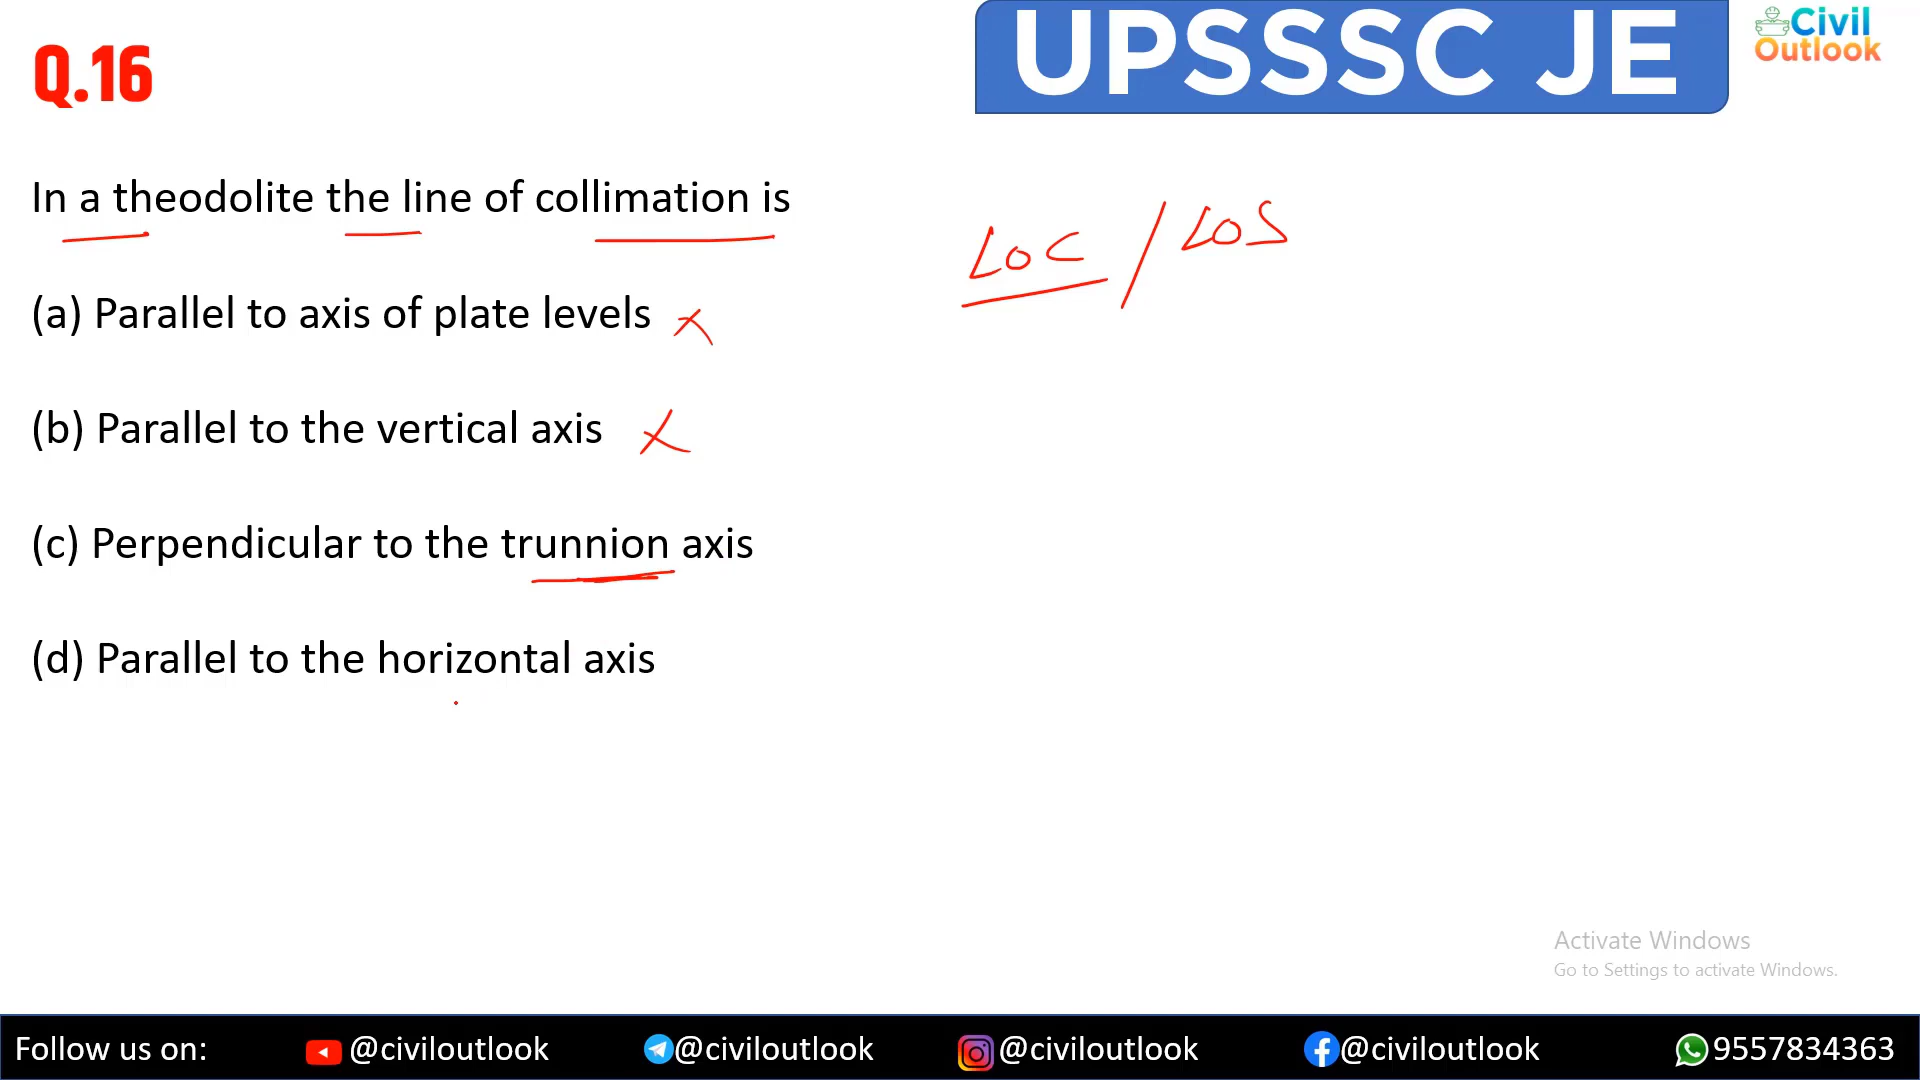 Q.16
UPSSSC JE
Civil
Outlook
In a theodolite the line of collimation is
LOC / LOS
(a) Parallel to axis of plate levels
(b) Parallel to the vertical axis
(c) Perpendicular to the trunnion axis
(d) Parallel to the horizontal axis
Activate Windows
Go to Settings to activate Windows.
Follow us on: @civiloutlook @civiloutlook @civiloutlook @civiloutlook 9557834363